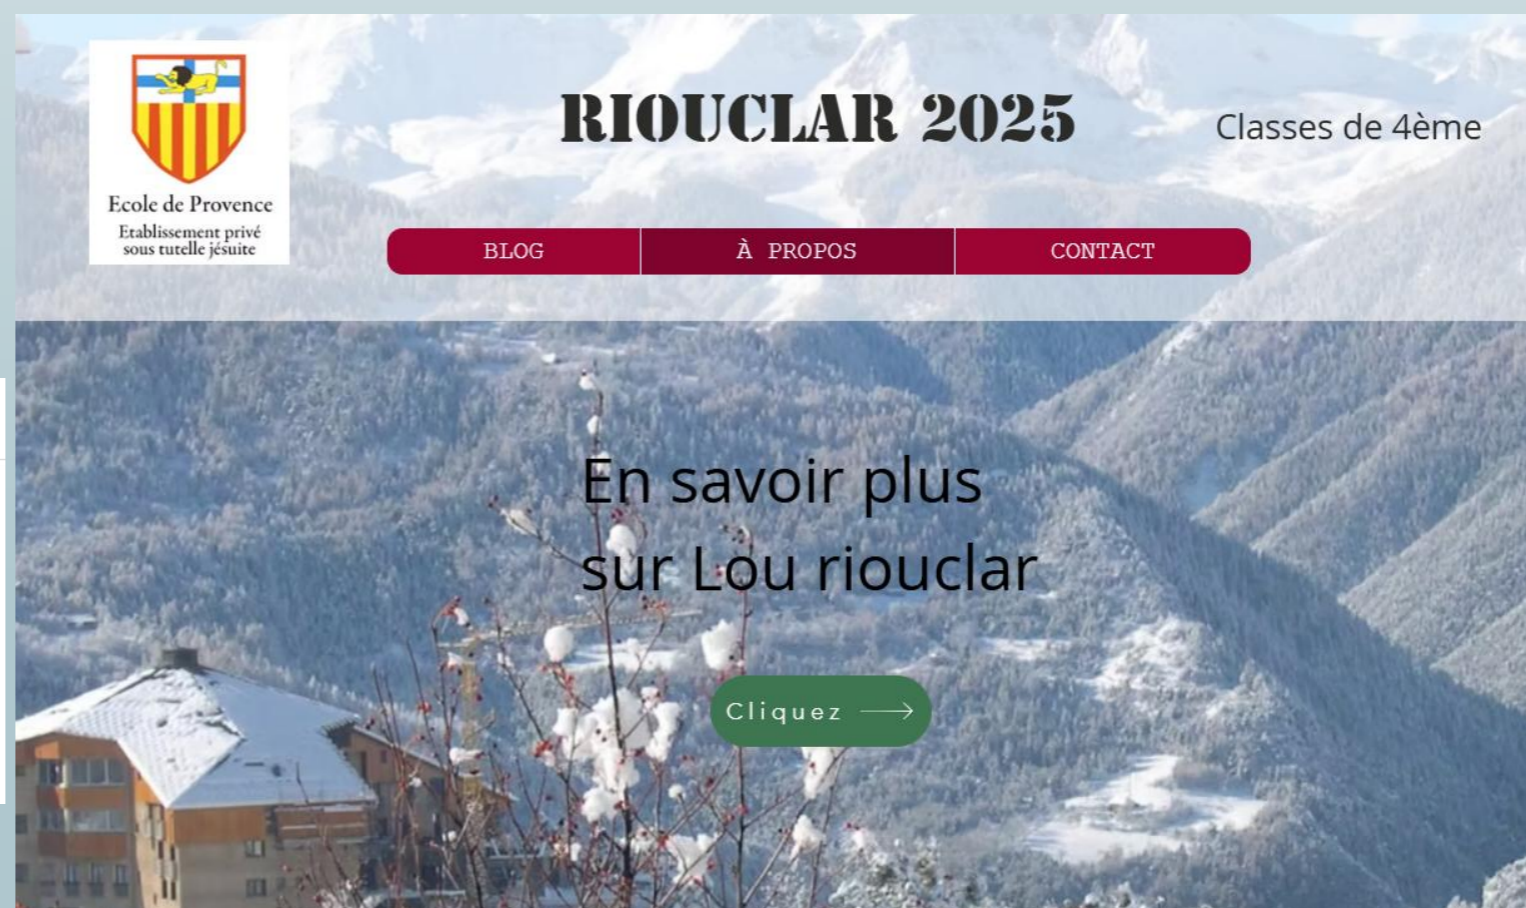 RIOUCLAR 2025
Classes de 4ème
Ecole de Provence
Etablissement privé
sous tutelle jésuite
BLOG
À PROPOS
CONTACT
En savoir plus
sur Lou riouclar
Cliquez